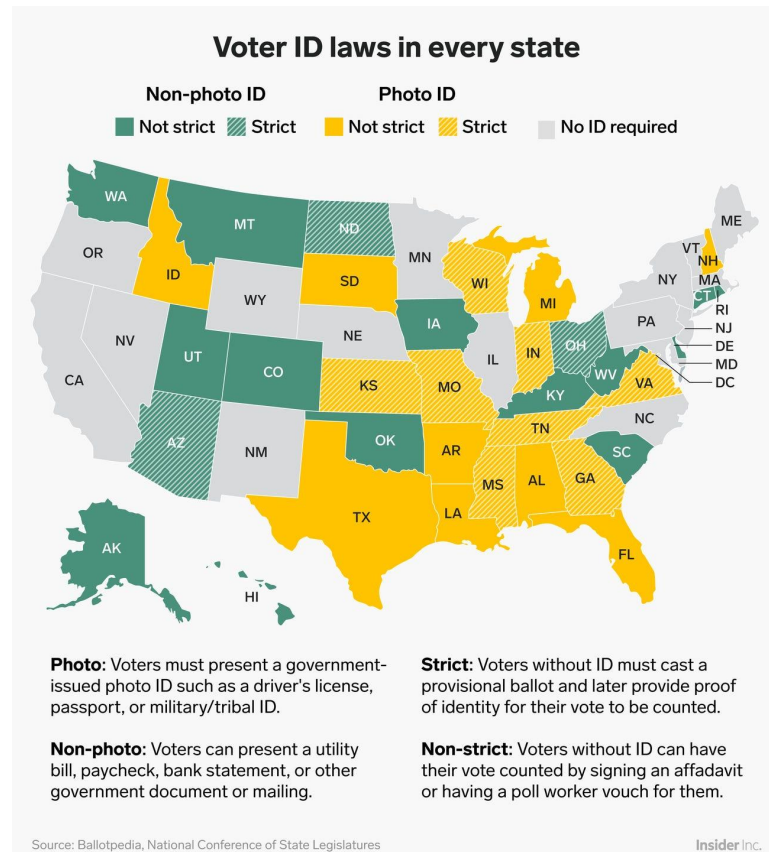 Voter ID laws in every state
Non-photo ID
Photo ID
Not strict
Strict
Not strict
Strict
No ID required
WA
MT
ND
MN
ME
OR
ID
SD
WI
MI
VT
NH
NY
MA
CT
RI
WY
NV
CA
UT
CO
NE
IA
IL
IN
OH
PA
NJ
DE
MD
DC
WV
VA
KS
MO
KY
NC
TN
AZ
NM
OK
AR
SC
MS
AL
GA
TX
LA
FL
AK
HI
Photo: Voters must present a government-
issued photo ID such as a driver's license,
passport, or military/tribal ID.
Non-photo: Voters can present a utility
bill, paycheck, bank statement, or other
government document or mailing.
Strict: Voters without ID must cast a
provisional ballot and later provide proof
of identity for their vote to be counted.
Non-strict: Voters without ID can have
their vote counted by signing an affadavit
or having a poll worker vouch for them.
Source: Ballotpedia, National Conference of State Legislatures
Insider Inc.